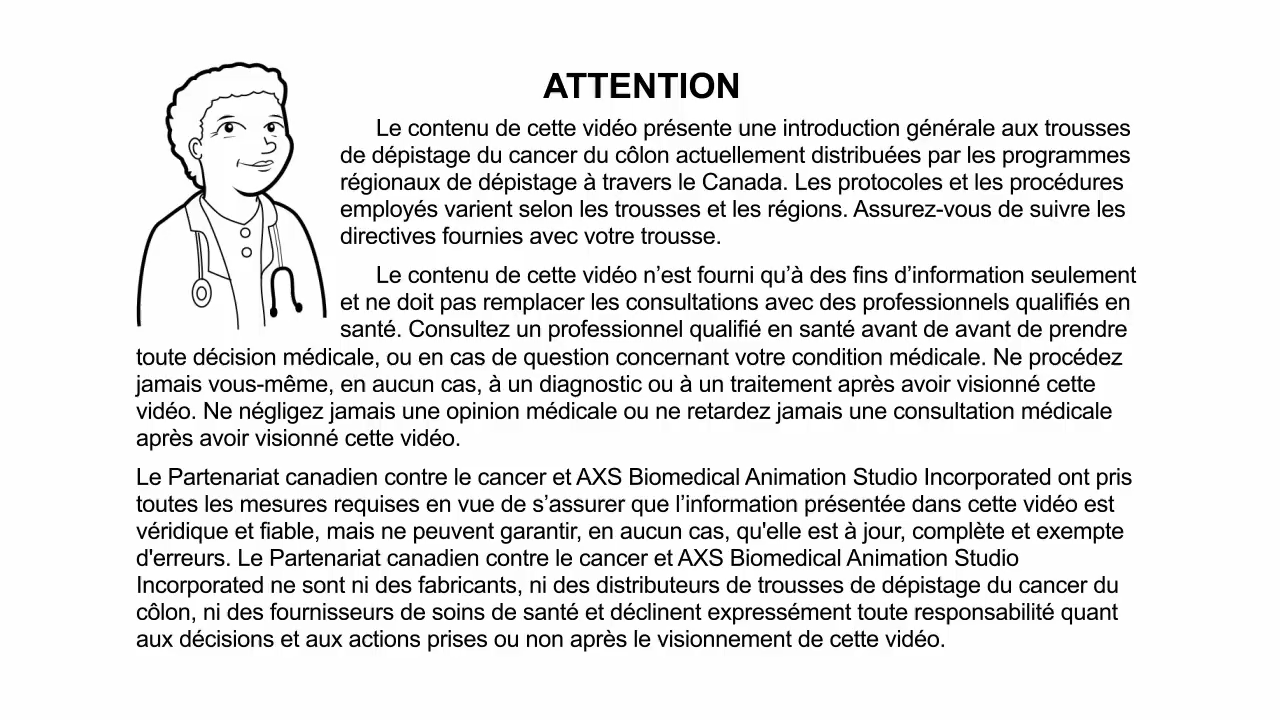 ATTENTION
Le contenu de cette vidéo présente une introduction générale aux trousses
de dépistage du cancer du côlon actuellement distribuées par les programmes
régionaux de dépistage à travers le Canada. Les protocoles et les procédures
employés varient selon les trousses et les régions. Assurez-vous de suivre les
directives fournies avec votre trousse.
Le contenu de cette vidéo n’est fourni qu’à des fins d’information seulement
et ne doit pas remplacer les consultations avec des professionnels qualifiés en
santé. Consultez un professionnel qualifié en santé avant de avant de prendre
toute décision médicale, ou en cas de question concernant votre condition médicale. Ne procédez
jamais vous-même, en aucun cas, à un diagnostic ou à un traitement après avoir visionné cette
vidéo. Ne négligez jamais une opinion médicale ou ne retardez jamais une consultation médicale
après avoir visionné cette vidéo.
Le Partenariat canadien contre le cancer et AXS Biomedical Animation Studio Incorporated ont pris
toutes les mesures requises en vue de s’assurer que l’information présentée dans cette vidéo est
véridique et fiable, mais ne peuvent garantir, en aucun cas, qu'elle est à jour, complète et exempte
d'erreurs. Le Partenariat canadien contre le cancer et AXS Biomedical Animation Studio
Incorporated ne sont ni des fabricants, ni des distributeurs de trousses de dépistage du cancer du
côlon, ni des fournisseurs de soins de santé et déclinent expressément toute responsabilité quant
aux décisions et aux actions prises ou non après le visionnement de cette vidéo.